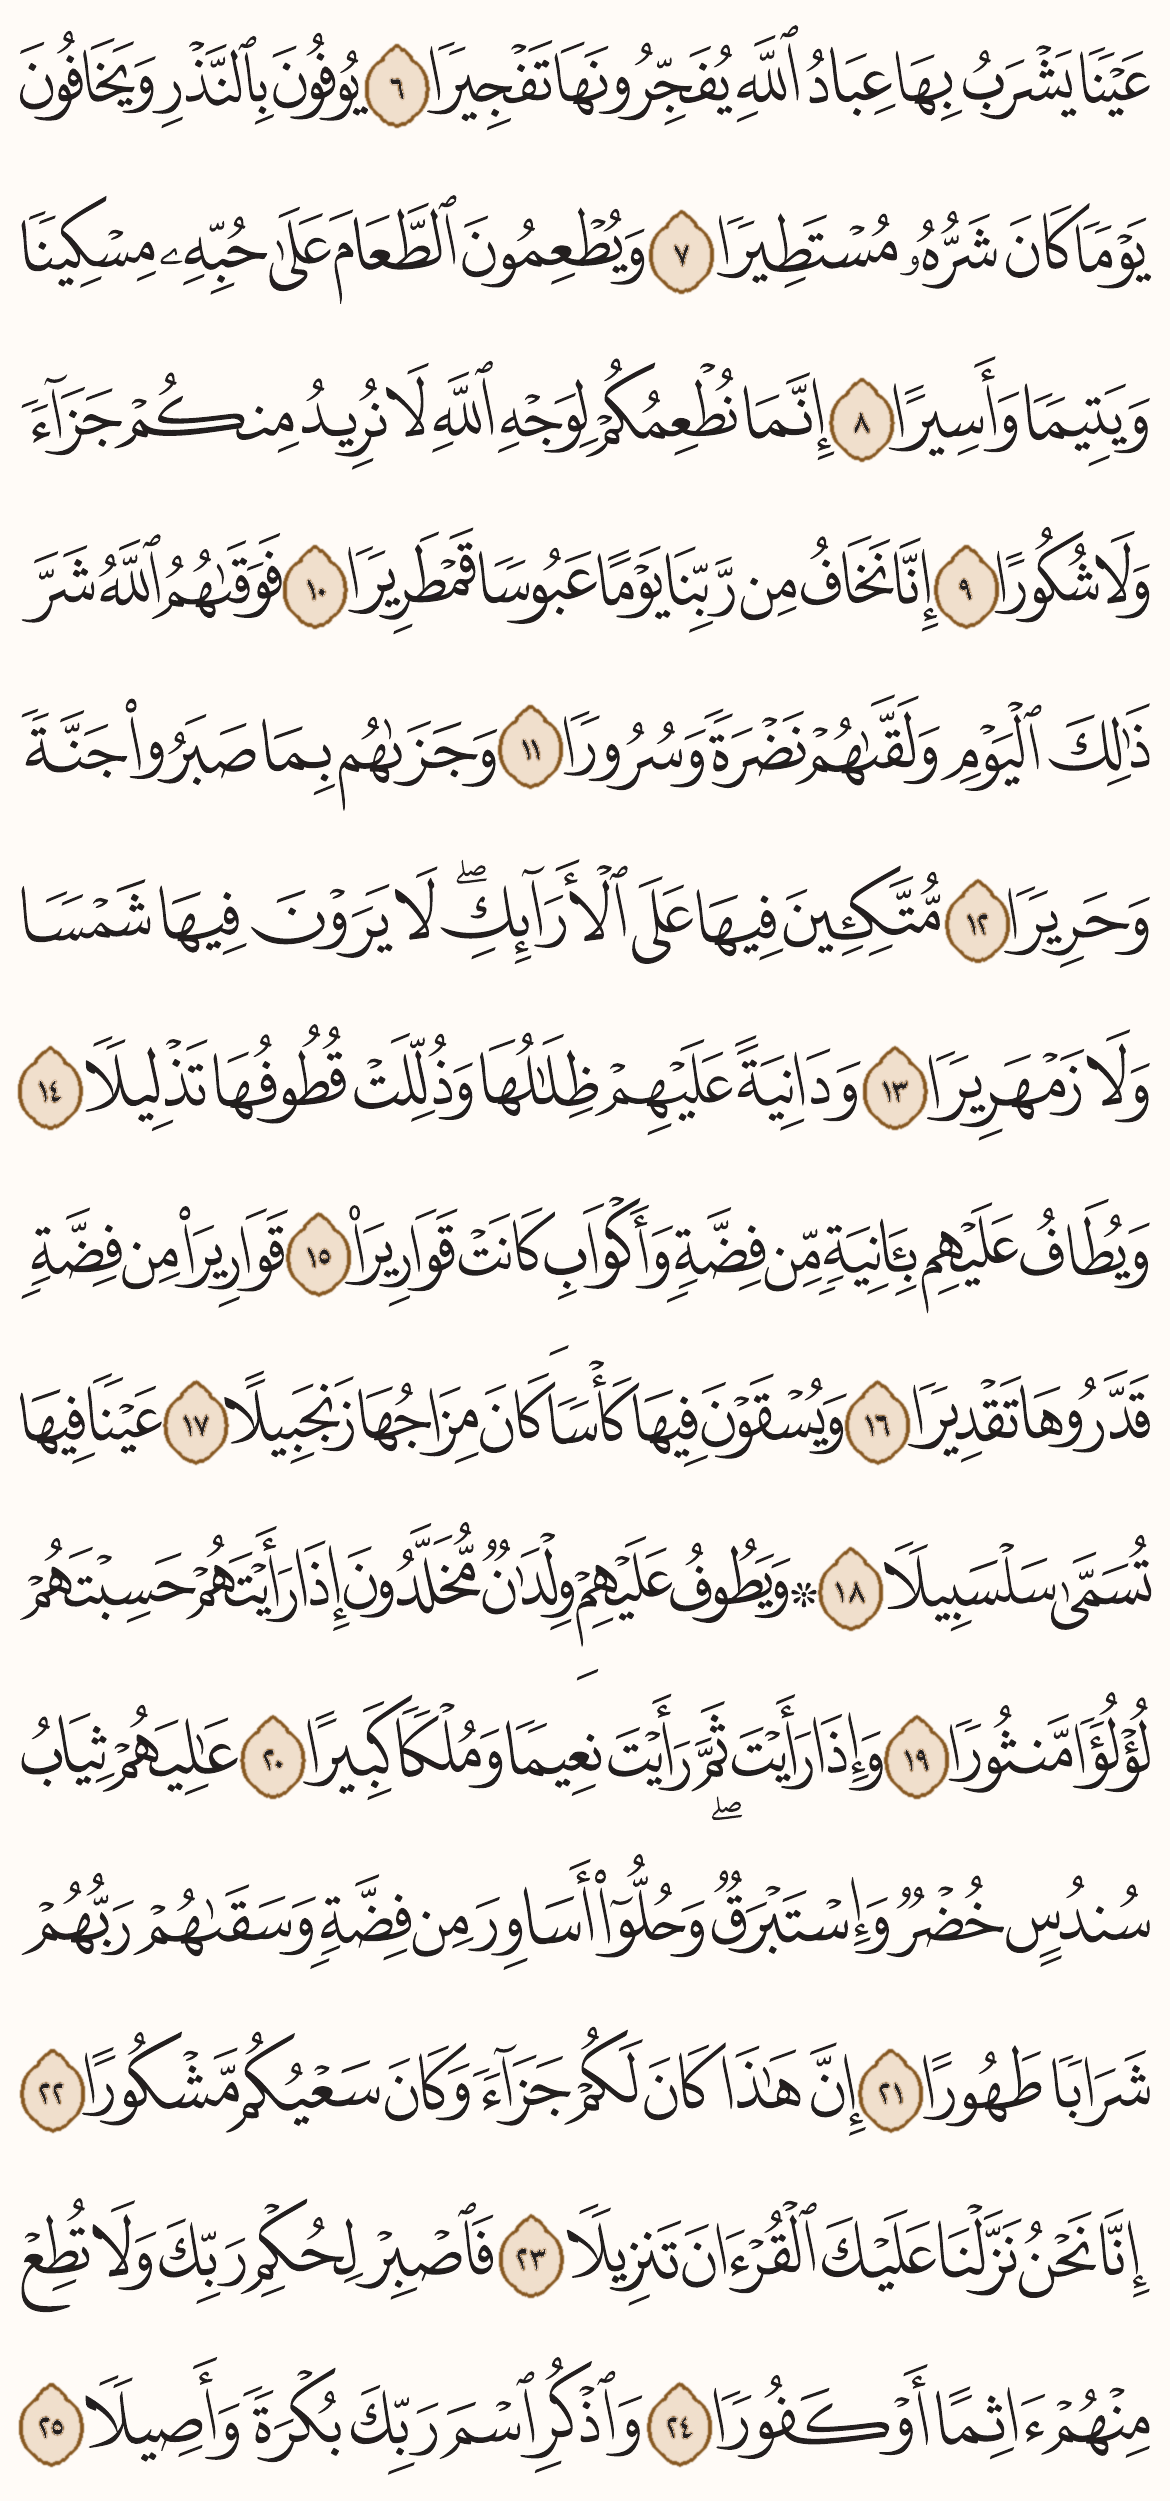 عَيْنًا يَشْرَبُ بِهَا عِبَادُ ٱللَّهِ يُفَجِّرُونَهَا تَفْجِيرًا ٦ يُوفُونَ بِٱلنَّذْرِ وَيَخَافُونَ
يَوْمًا كَانَ شَرُّهُۥ مُسْتَطِيرًا ٧ وَيُطْعِمُونَ ٱلطَّعَامَ عَلَىٰ حُبِّهِۦ مِسْكِينًا
وَيَتِيمًا وَأَسِيرًا ٨ إِنَّمَا نُطْعِمُكُمْ لِوَجْهِ ٱللَّهِ لَا نُرِيدُ مِنكُمْ جَزَآءً
وَلَا شُكُورًا ٩ إِنَّا نَخَافُ مِن رَّبِّنَا يَوْمًا عَبُوسًا قَمْطَرِيرًا ١٠ فَوَقَىٰهُمُ ٱللَّهُ شَرَّ
ذَٰلِكَ ٱلْيَوْمِ وَلَقَّىٰهُمْ نَضْرَةً وَسُرُورًا ١١ وَجَزَىٰهُم بِمَا صَبَرُوا۟ جَنَّةً
وَحَرِيرًا ١٢ مُّتَّكِـِٔينَ فِيهَا عَلَى ٱلْأَرَآئِكِ ۖ لَا يَرَوْنَ فِيهَا شَمْسًا
وَلَا زَمْهَرِيرًا ١٣ وَدَانِيَةً عَلَيْهِمْ ظِلَـٰلُهَا وَذُلِّلَتْ قُطُوفُهَا تَذْلِيلًا ١٤
وَيُطَافُ عَلَيْهِم بِـَٔانِيَةٍ مِّن فِضَّةٍ وَأَكْوَابٍ كَانَتْ قَوَارِيرَا۠ ١٥ قَوَارِيرَا۟ مِن فِضَّةٍ
قَدَّرُوهَا تَقْدِيرًا ١٦ وَيُسْقَوْنَ فِيهَا كَأْسًا كَانَ مِزَاجُهَا زَنجَبِيلًا ١٧ عَيْنًا فِيهَا
تُسَمَّىٰ سَلْسَبِيلًا ١٨ ۞ وَيَطُوفُ عَلَيْهِمْ وِلْدَٰنٌ مُّخَلَّدُونَ إِذَا رَأَيْتَهُمْ حَسِبْتَهُمْ
لُؤْلُؤًا مَّنثُورًا ١٩ وَإِذَا رَأَيْتَ ثَمَّ رَأَيْتَ نَعِيمًا وَمُلْكًا كَبِيرًا ٢٠ عَـٰلِيَهُمْ ثِيَابُ
سُندُسٍ خُضْرٌ وَإِسْتَبْرَقٌ ۖ وَحُلُّوٓا۟ أَسَاوِرَ مِن فِضَّةٍ وَسَقَىٰهُمْ رَبُّهُمْ
شَرَابًا طَهُورًا ٢١ إِنَّ هَـٰذَا كَانَ لَكُمْ جَزَآءً وَكَانَ سَعْيُكُم مَّشْكُورًا ٢٢
إِنَّا نَحْنُ نَزَّلْنَا عَلَيْكَ ٱلْقُرْءَانَ تَنزِيلًا ٢٣ فَٱصْبِرْ لِحُكْمِ رَبِّكَ وَلَا تُطِعْ
مِنْهُمْ ءَاثِمًا أَوْ كَفُورًا ٢٤ وَٱذْكُرِ ٱسْمَ رَبِّكَ بُكْرَةً وَأَصِيلًا ٢٥